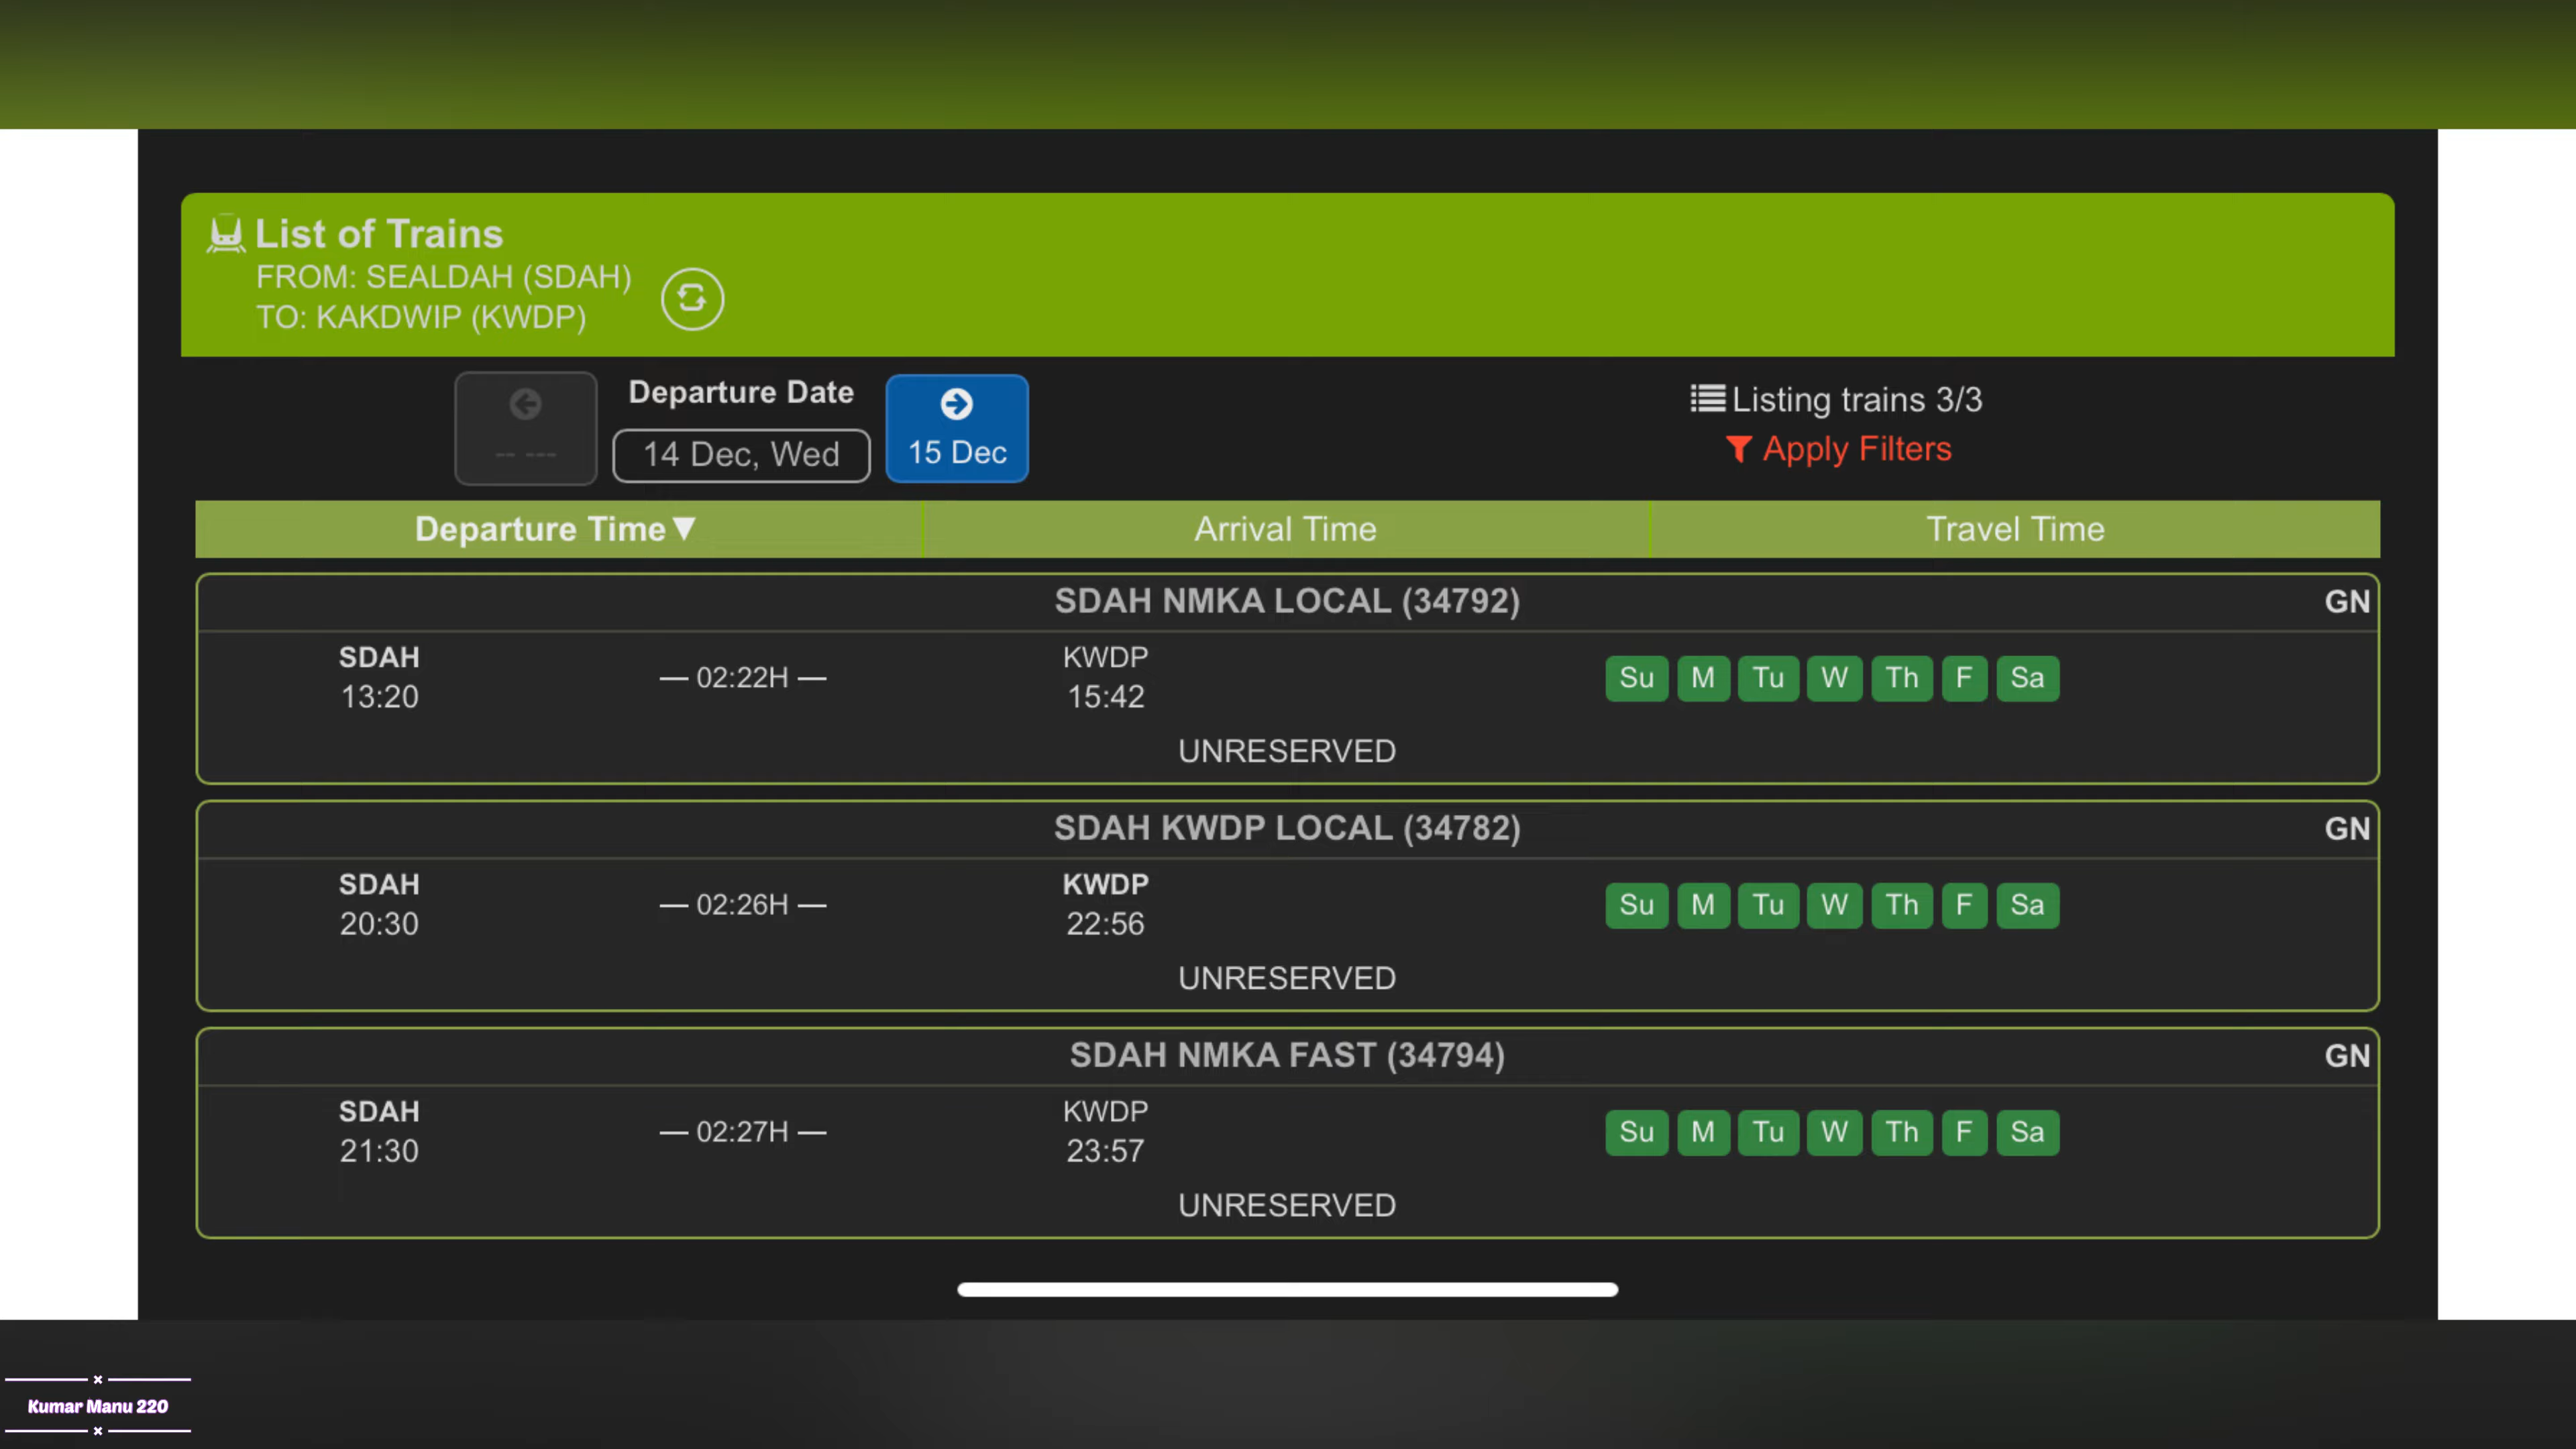 List of Trains
FROM: SEALDAH (SDAH)
TO: KAKDWIP (KWDP)
-- ---
Departure Date
14 Dec, Wed
15 Dec
Listing trains 3/3
Apply Filters
Departure Time▼ Arrival Time Travel Time
SDAH NMKA LOCAL (34792) GN
SDAH — 02:22H — KWDP Su M Tu W Th F Sa
13:20 15:42
UNRESERVED
SDAH KWDP LOCAL (34782) GN
SDAH — 02:26H — KWDP Su M Tu W Th F Sa
20:30 22:56
UNRESERVED
SDAH NMKA FAST (34794) GN
SDAH — 02:27H — KWDP Su M Tu W Th F Sa
21:30 23:57
UNRESERVED
Kumar Manu 220